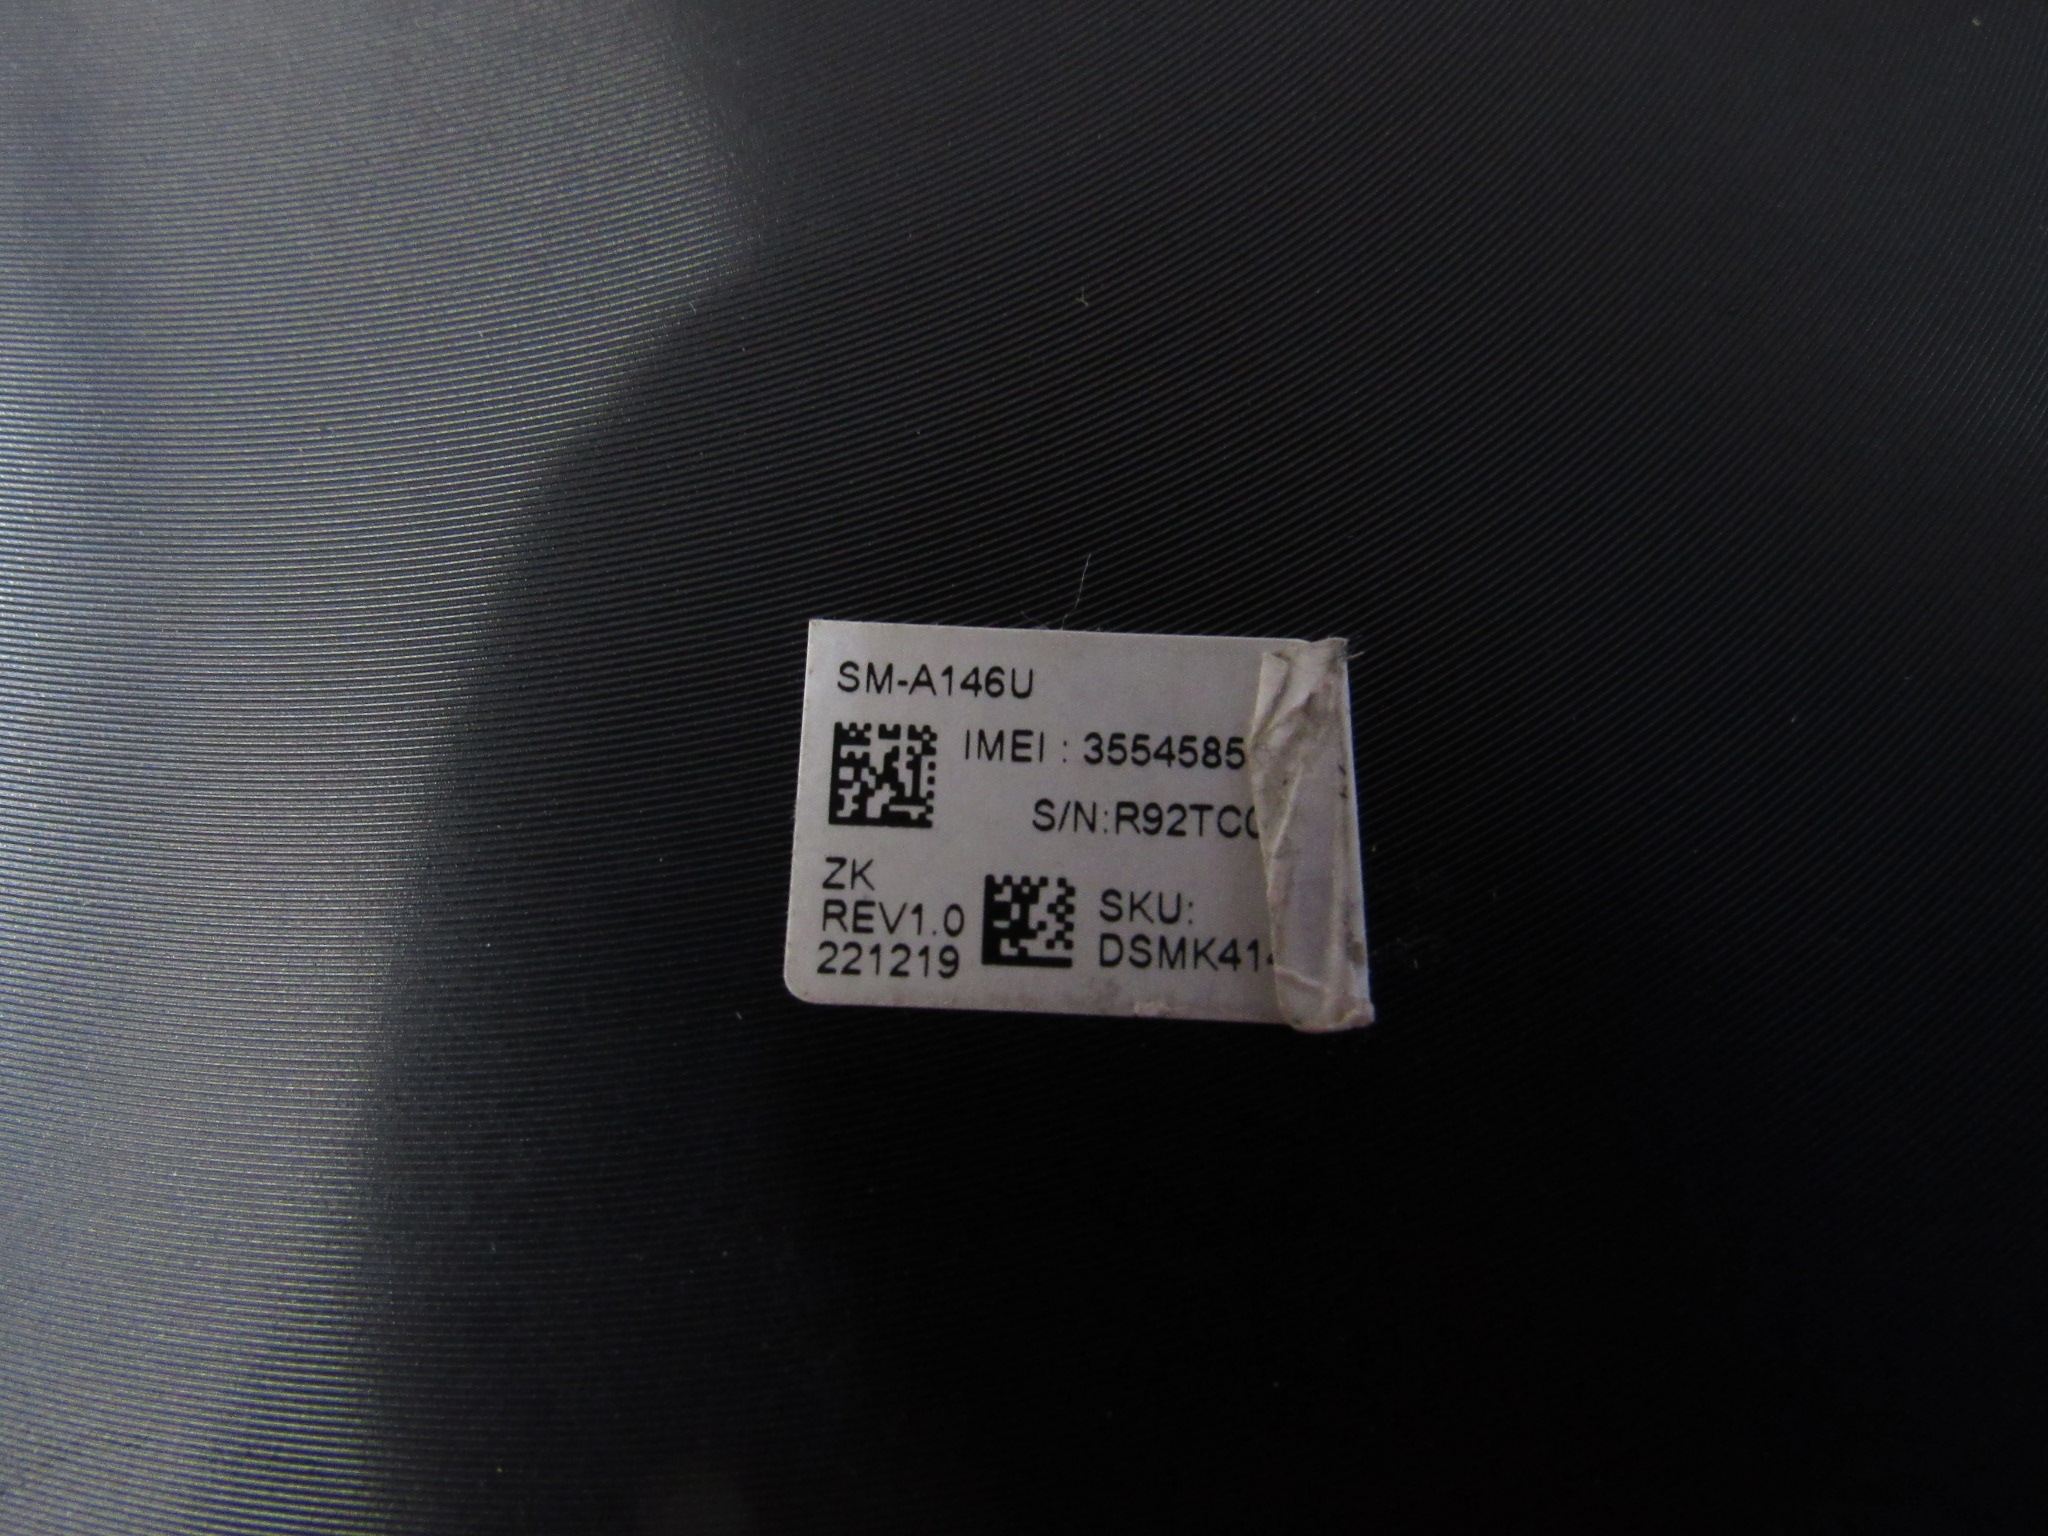 SM-A146U
IMEI : 3554585
S/N:R92TC
ZK
REV1.0
221219
SKU:
DSMK41